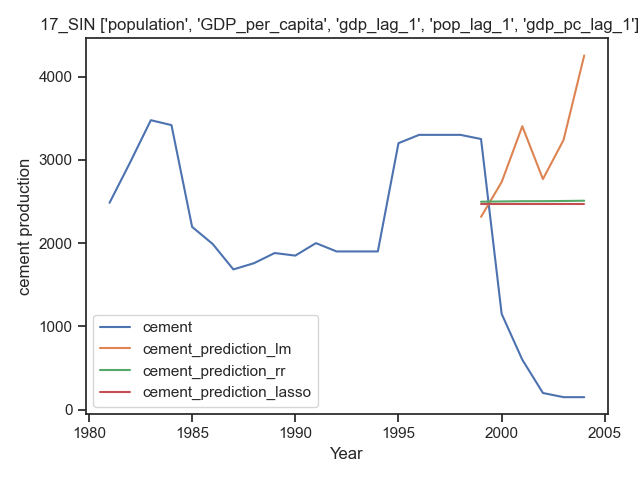 17_SIN ['population', 'GDP_per_capita', 'gdp_lag_1', 'pop_lag_1', 'gdp_pc_lag_1']
4000
3000
2000
1000
0
cement production
cement
cement_prediction_lm
cement_prediction_rr
cement_prediction_lasso
1980
1985
1990
1995
2000
2005
Year